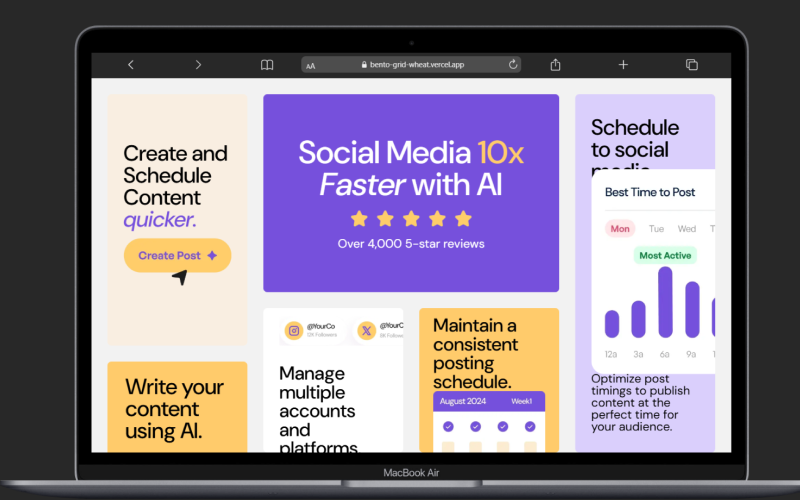 AA bento-grid-wheat.vercel.app
Create and
Schedule
Content
quicker.
Create Post
Social Media 10x
Faster with AI
Over 4,000 5-star reviews
Schedule
to social
media
Best Time to Post
Mon Tue Wed T
Most Active
12a 3a 6a 9a 1
Optimize post
timings to publish
content at the
perfect time for
your audience.
Write your
content
using AI.
@YourCo
12K Followers
@YourC
Manage
multiple
accounts
and
platforms
Maintain a
consistent
posting
schedule.
August 2024 Week1
MacBook Air